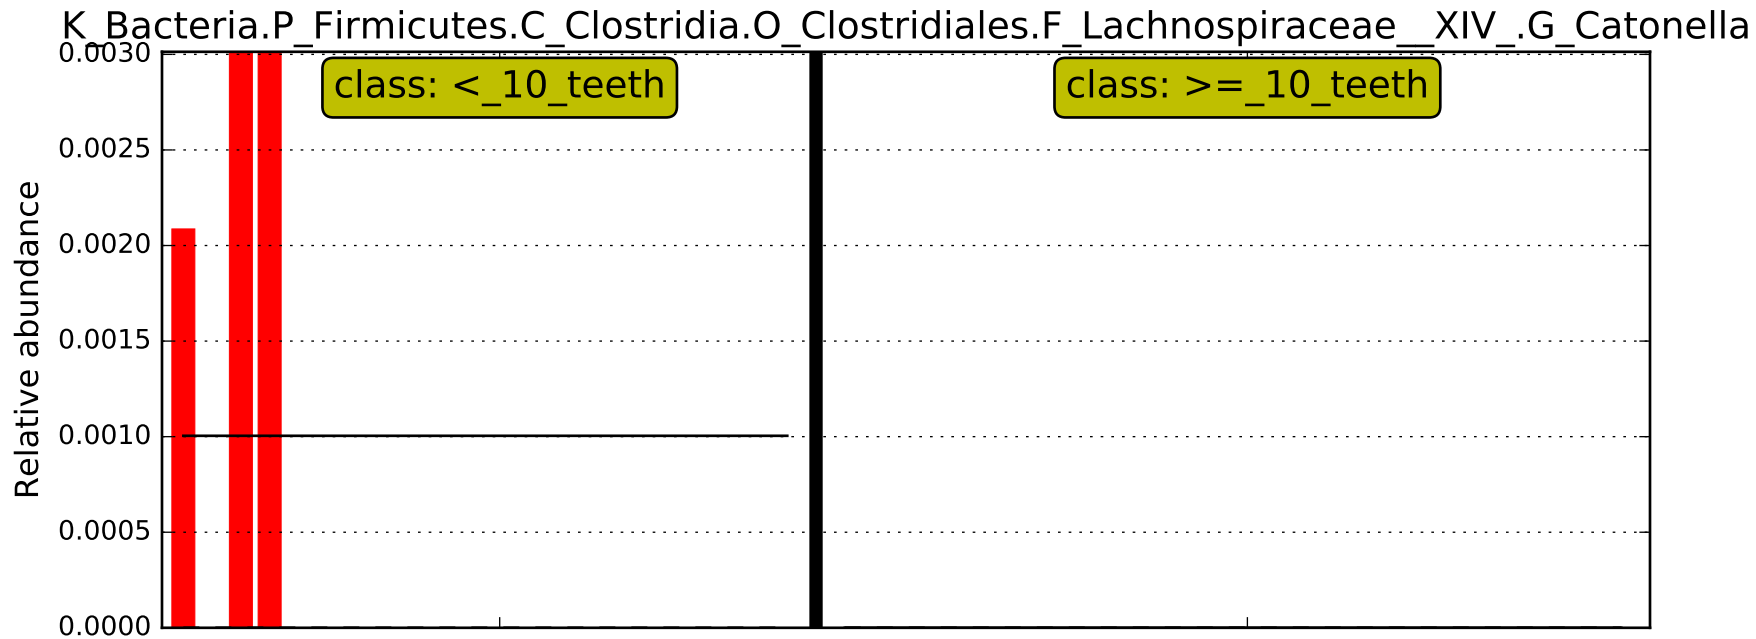 K_Bacteria.P_Firmicutes.C_Clostridia.O_Clostridiales.F_Lachnospiraceae__XIV_.G_Catonella
class: <_10_teeth
class: >=_10_teeth
Relative abundance
0.0030
0.0025
0.0020
0.0015
0.0010
0.0005
0.0000